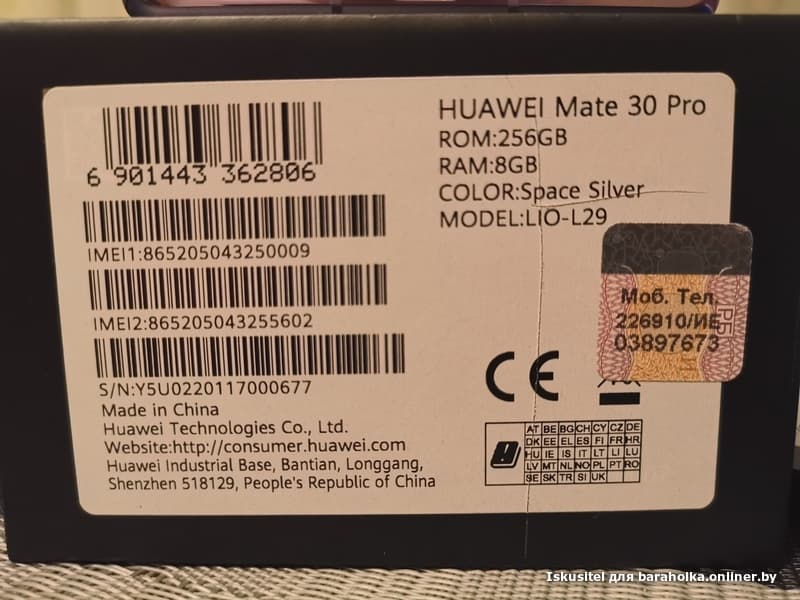 6 901443 362806
IMEI1:865205043250009
IMEI2:865205043255602
S/N:Y5U0220117000677
Made in China
Huawei Technologies Co., Ltd.
Website:http://consumer.huawei.com
Huawei Industrial Base, Bantian, Longgang,
Shenzhen 518129, People's Republic of China
HUAWEI Mate 30 Pro
ROM:256GB
RAM:8GB
COLOR:Space Silver
MODEL:LIO-L29
Моб. Тел.
226910/ИЕ
03897673
РБ
CE
AT BE BG CH CY CZ DE
DK EE EL ES FI FR HR
HU IE IS IT LT LI LU
LV MT NL NO PL PT RO
SE SK TR SI UK
Iskusitel для baraholka.onliner.by